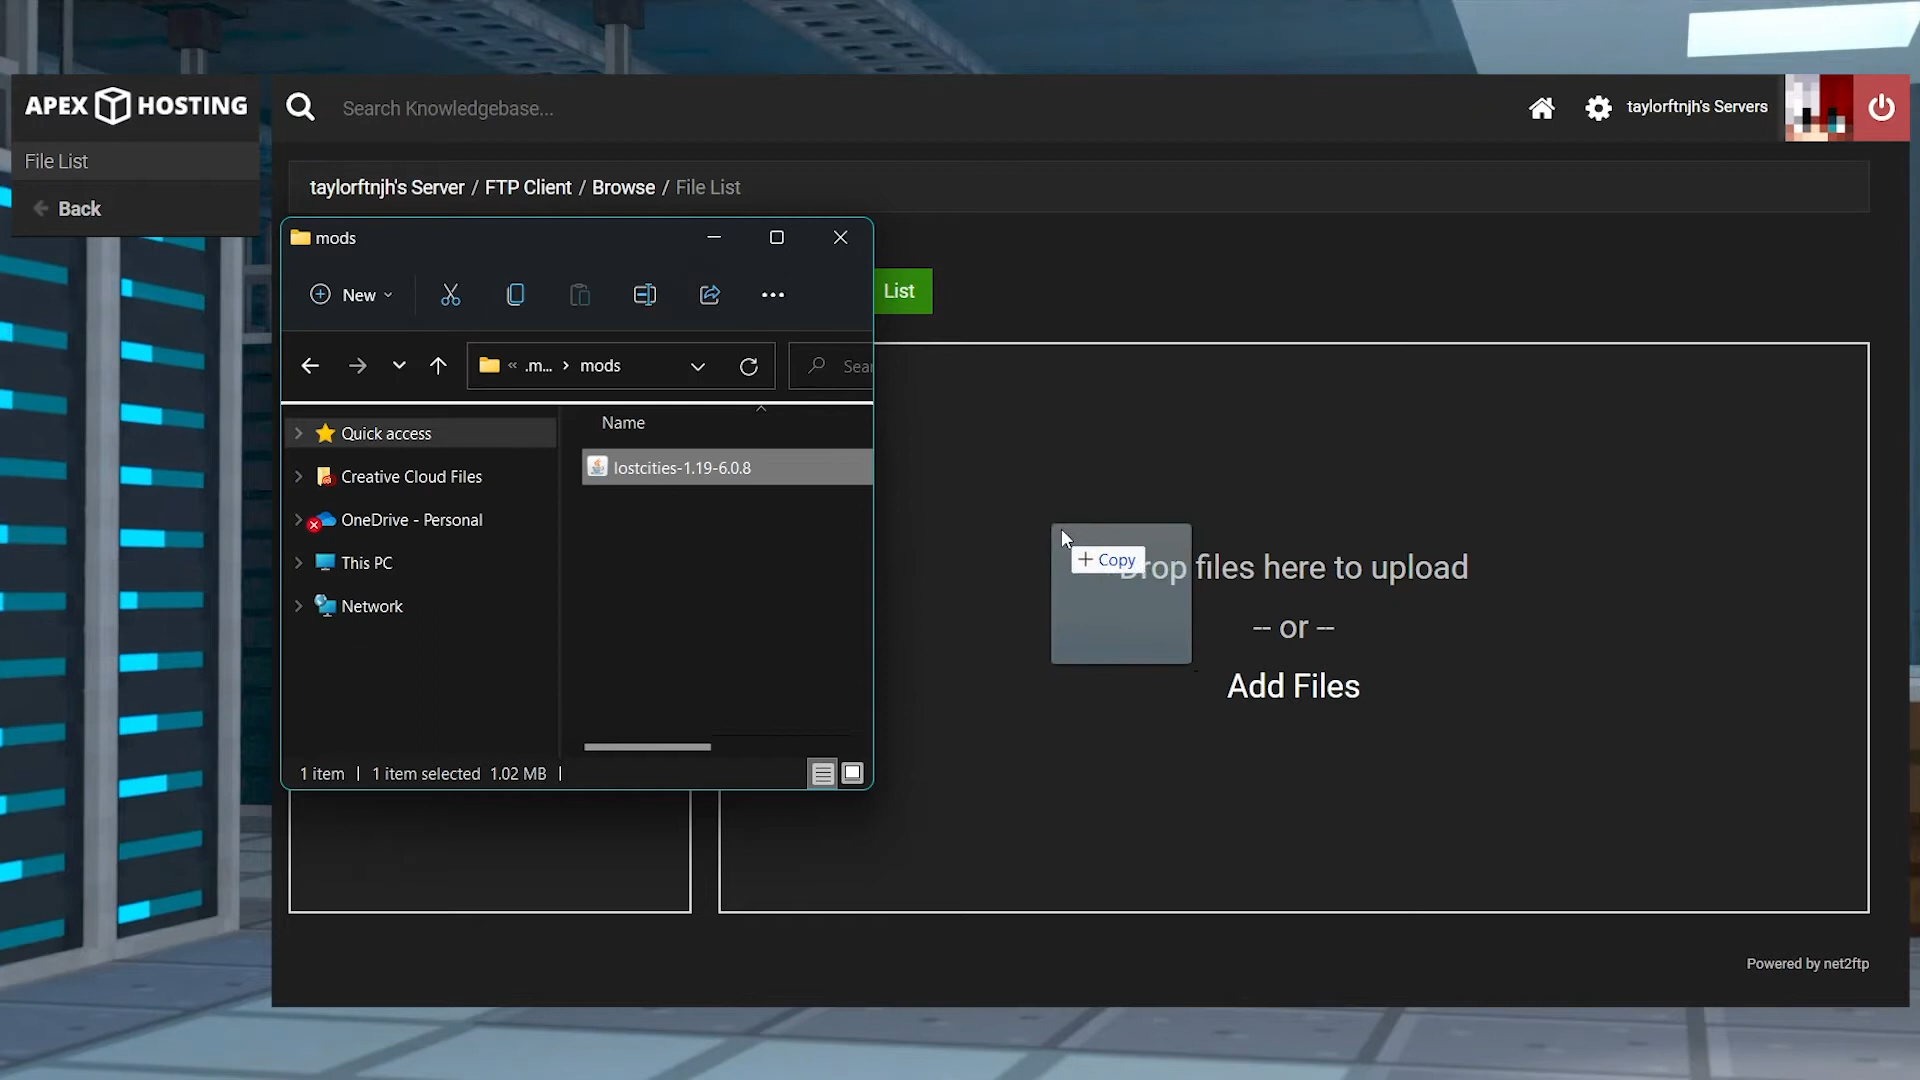 APEX HOSTING
Search Knowledgebase...
taylorftnjh's Servers
File List
Back
taylorftnjh's Server / FTP Client / Browse / File List
mods
New
List
« .m... › mods
Sear
Name
Quick access
lostcities-1.19-6.0.8
Creative Cloud Files
OneDrive - Personal
This PC
Network
+ Copy
Drop files here to upload
-- or --
Add Files
1 item | 1 item selected 1.02 MB |
Powered by net2ftp